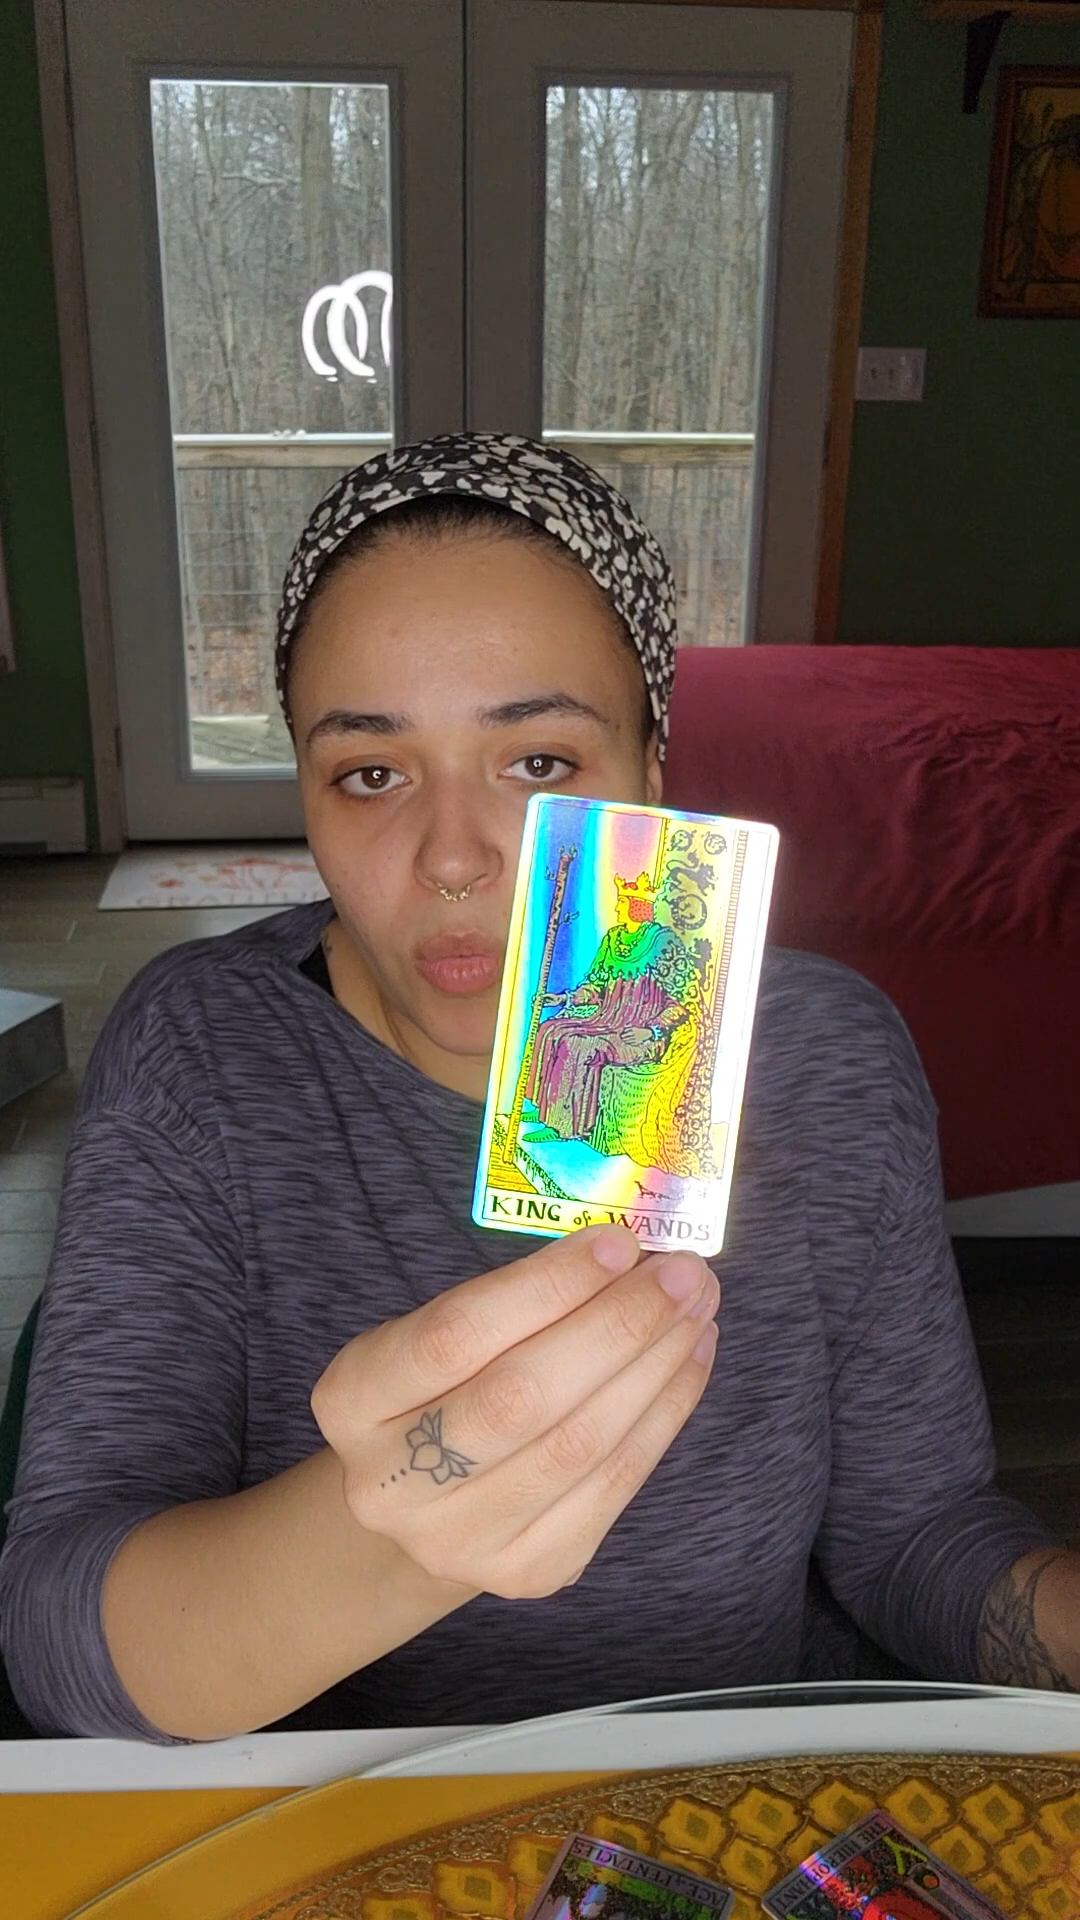 KING of WANDS
ACE of PENTACLES
THE HIEROPHANT